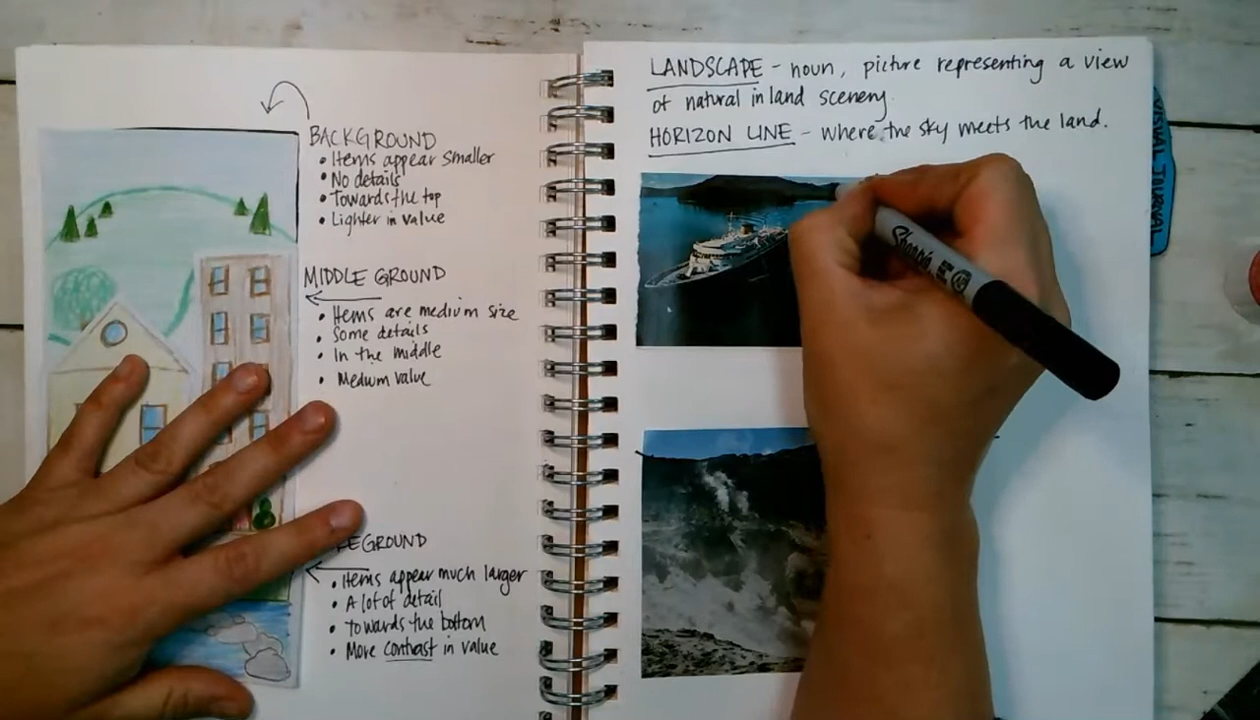 BACKGROUND
• Items appear smaller
• No details
• Towards the top
• Lighter in value
MIDDLE GROUND
• Items are medium size
• Some details
• In the middle
• Medium value
EGROUND
• Items appear much larger
• A lot of detail
• Towards the bottom
• More contrast in value
LANDSCAPE - noun, picture representing a view
of natural inland scenery.
HORIZON LINE - where the sky meets the land.
VISUAL JOURNAL
Sharpie